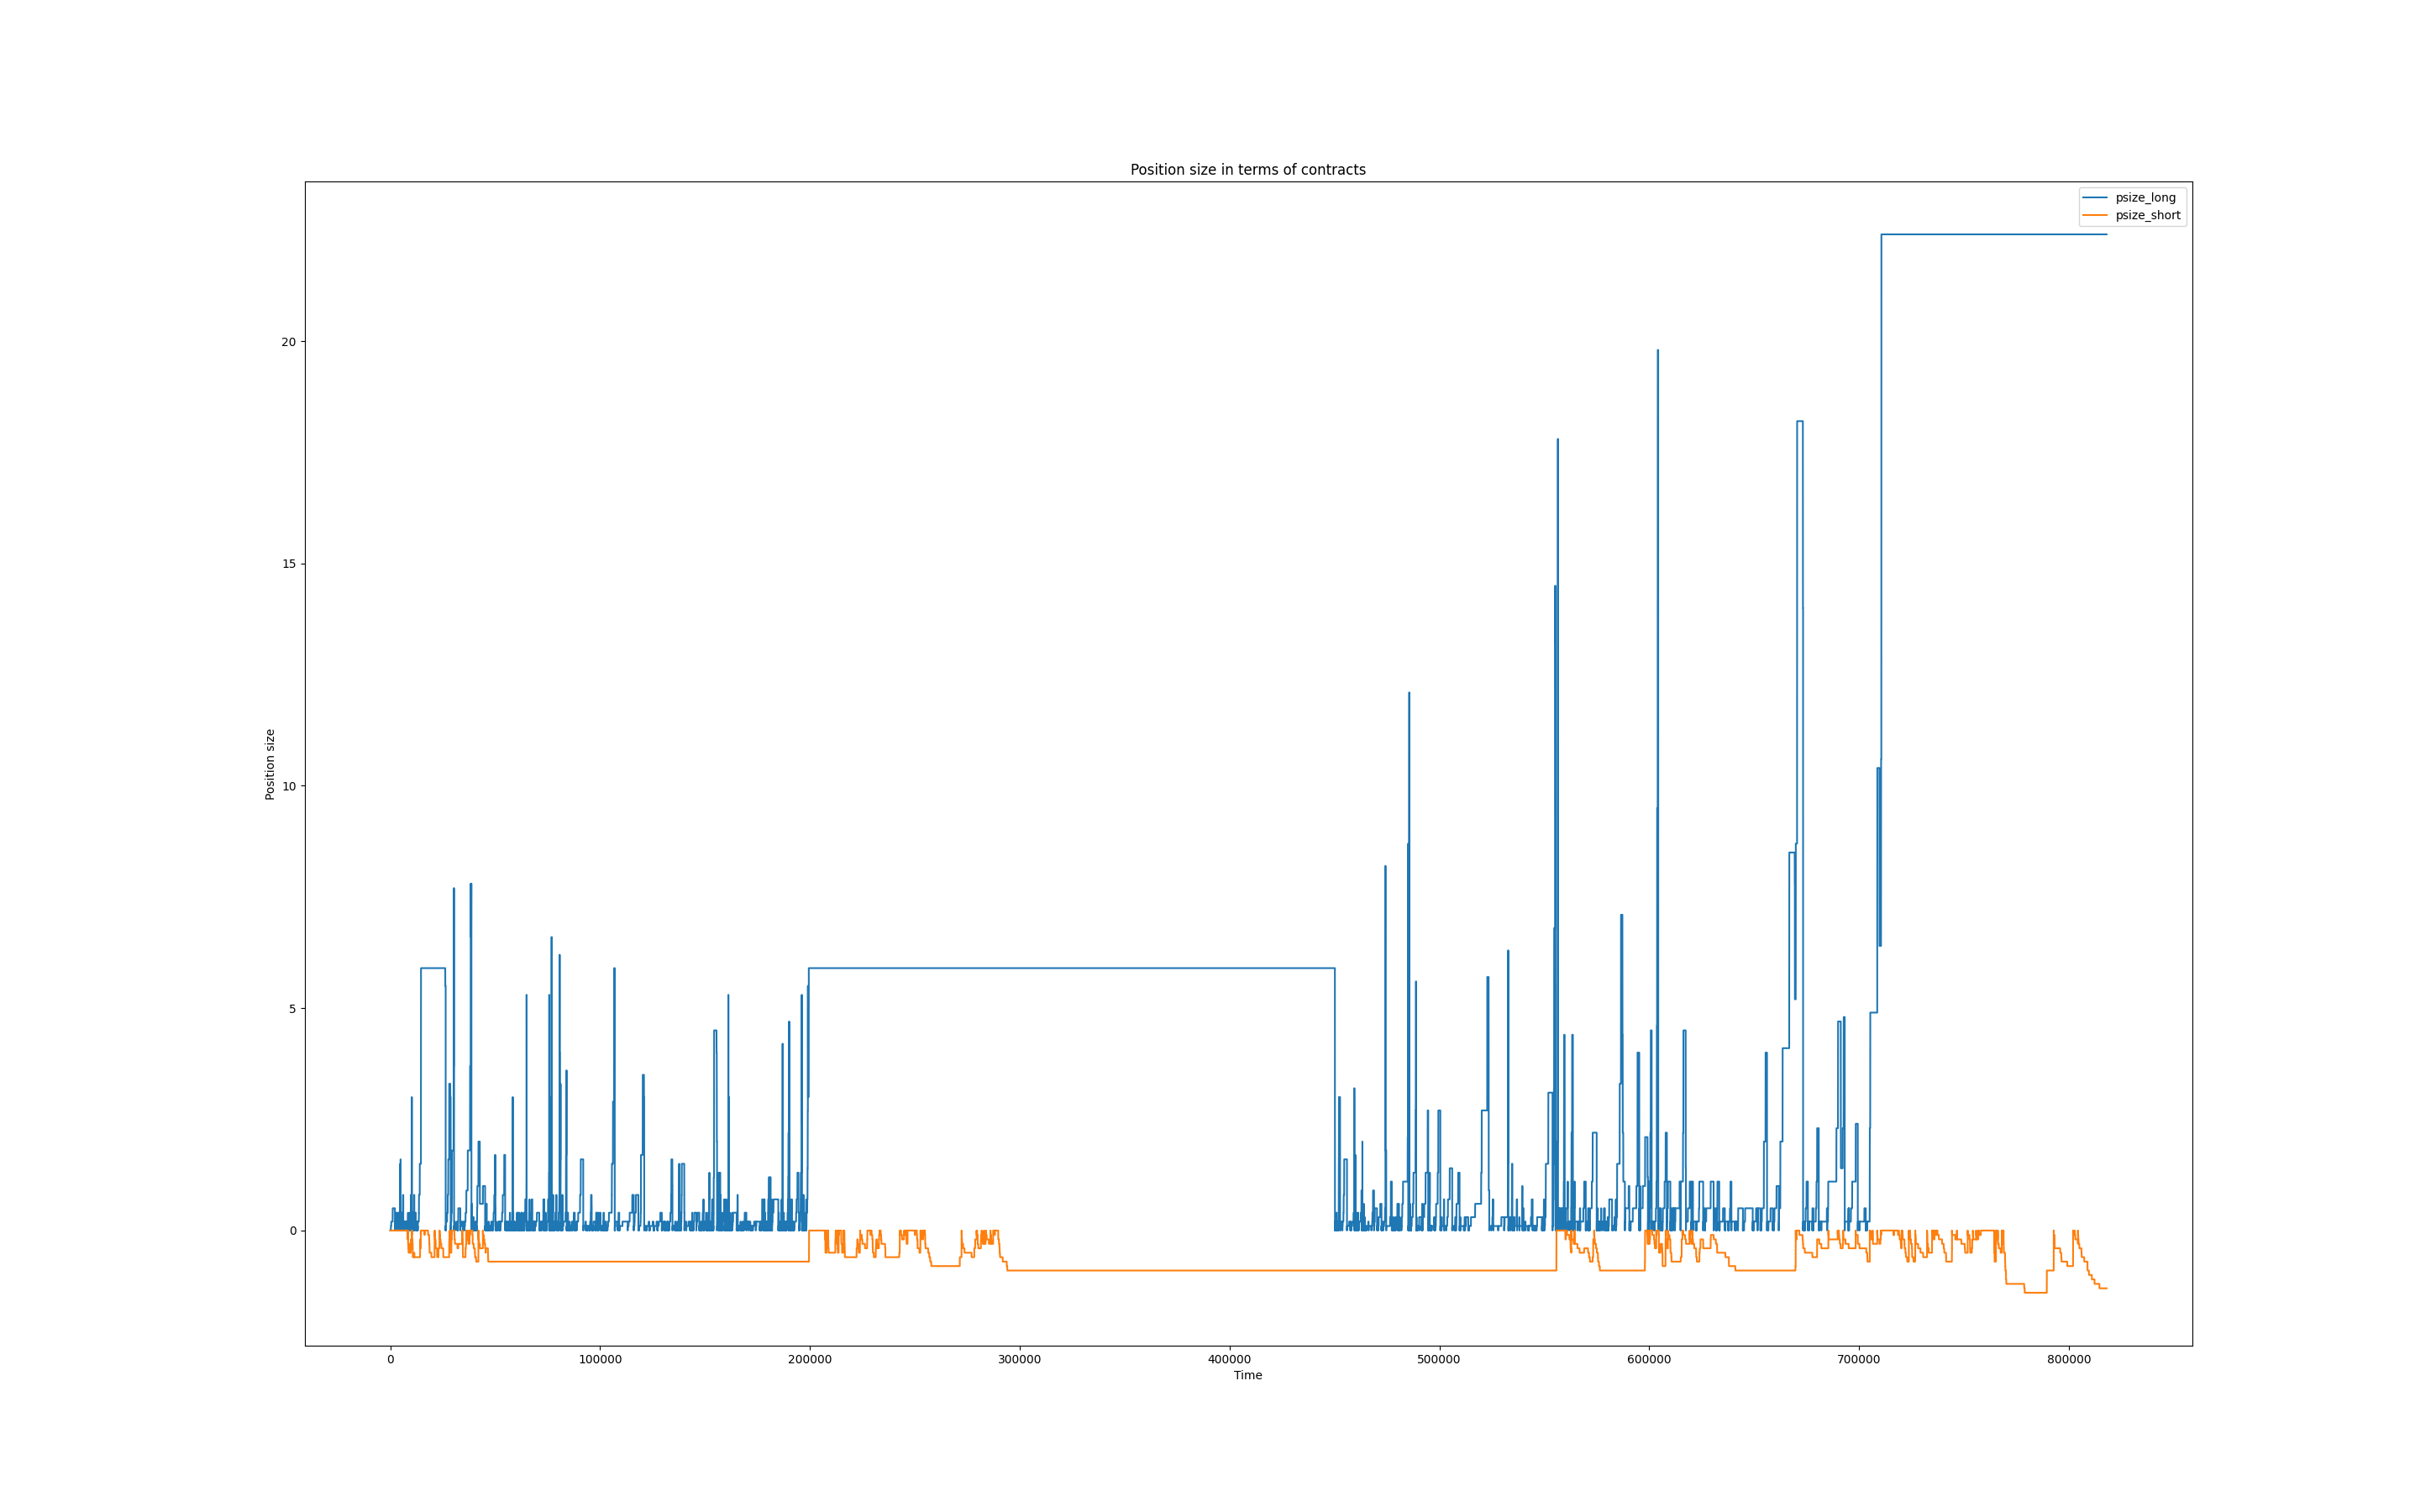 Position size in terms of contracts
psize_long
psize_short
20
15
10
5
0
Position size
0 100000 200000 300000 400000 500000 600000 700000 800000
Time